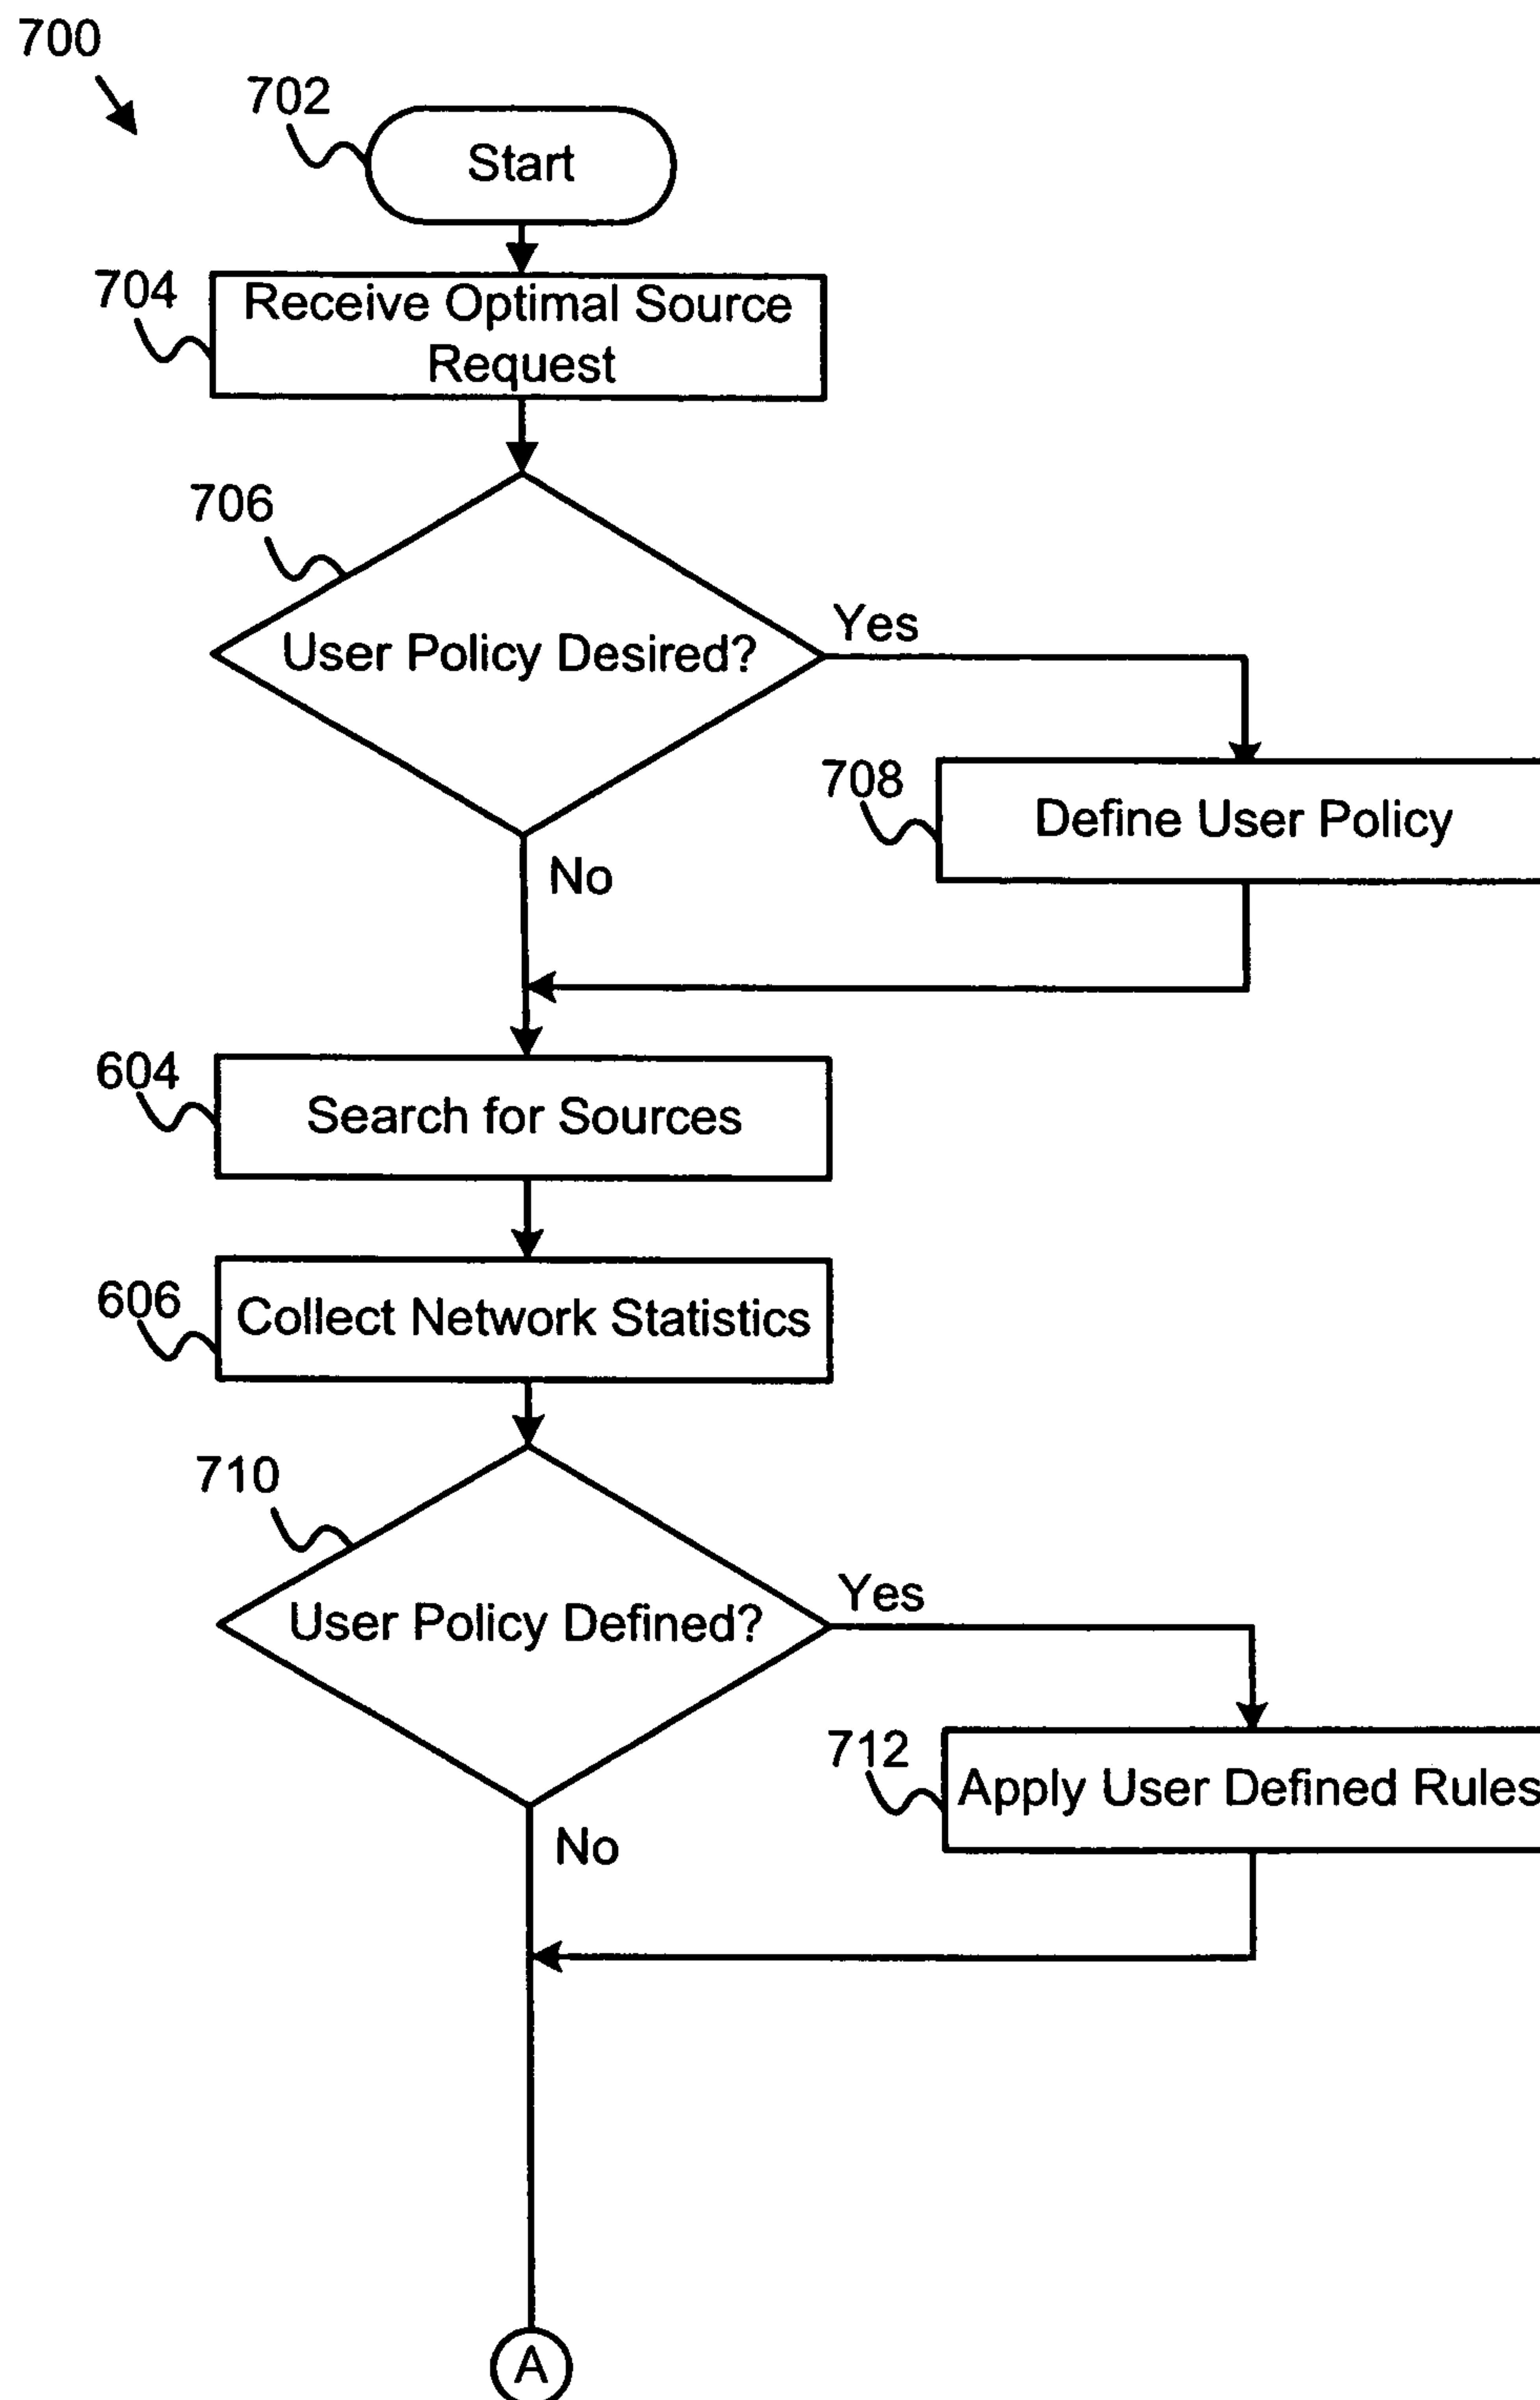 700
702
Start
704
Receive Optimal Source
Request
706
User Policy Desired?
Yes
708
Define User Policy
No
604
Search for Sources
606
Collect Network Statistics
710
User Policy Defined?
Yes
712
Apply User Defined Rules
No
A